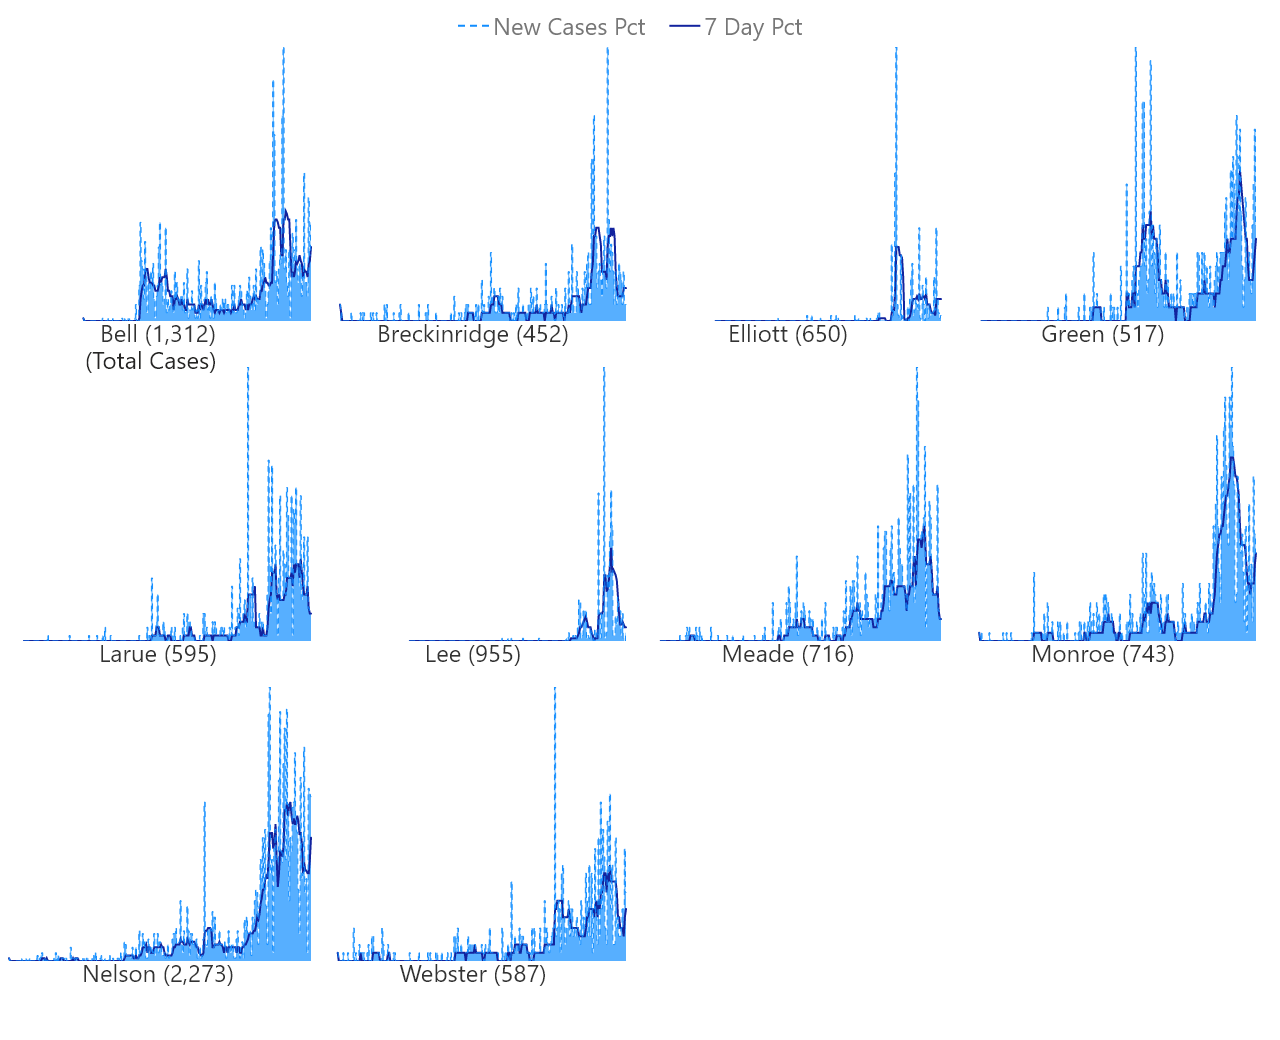 New Cases Pct 7 Day Pct
Bell (1,312)
(Total Cases)
Breckinridge (452)
Elliott (650)
Green (517)
Larue (595)
Lee (955)
Meade (716)
Monroe (743)
Nelson (2,273)
Webster (587)